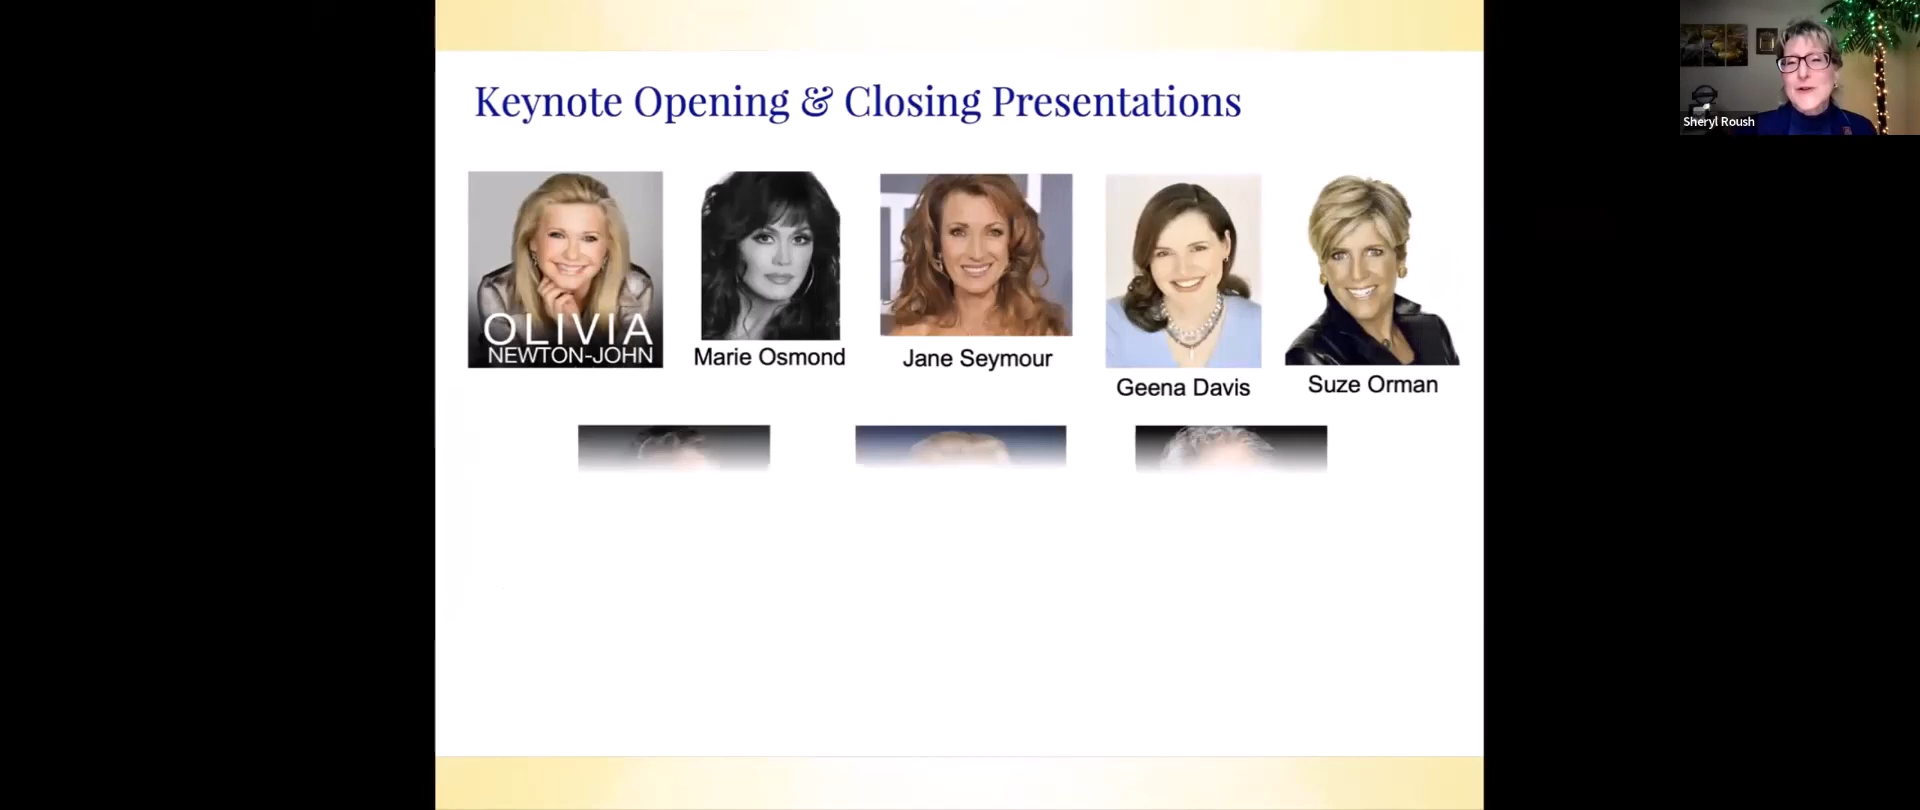 Keynote Opening & Closing Presentations
Sheryl Roush
OLIVIA
NEWTON-JOHN
Marie Osmond
Jane Seymour
Geena Davis
Suze Orman